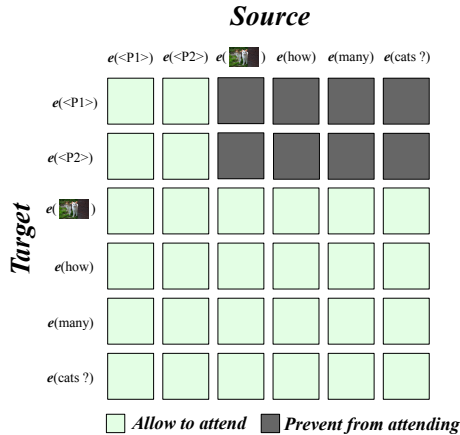 Source
e(<P1>) e(<P2>) e( ) e(how) e(many) e(cats ?)
e(<P1>)
e(<P2>)
e( )
e(how)
e(many)
e(cats ?)
Target
Allow to attend Prevent from attending